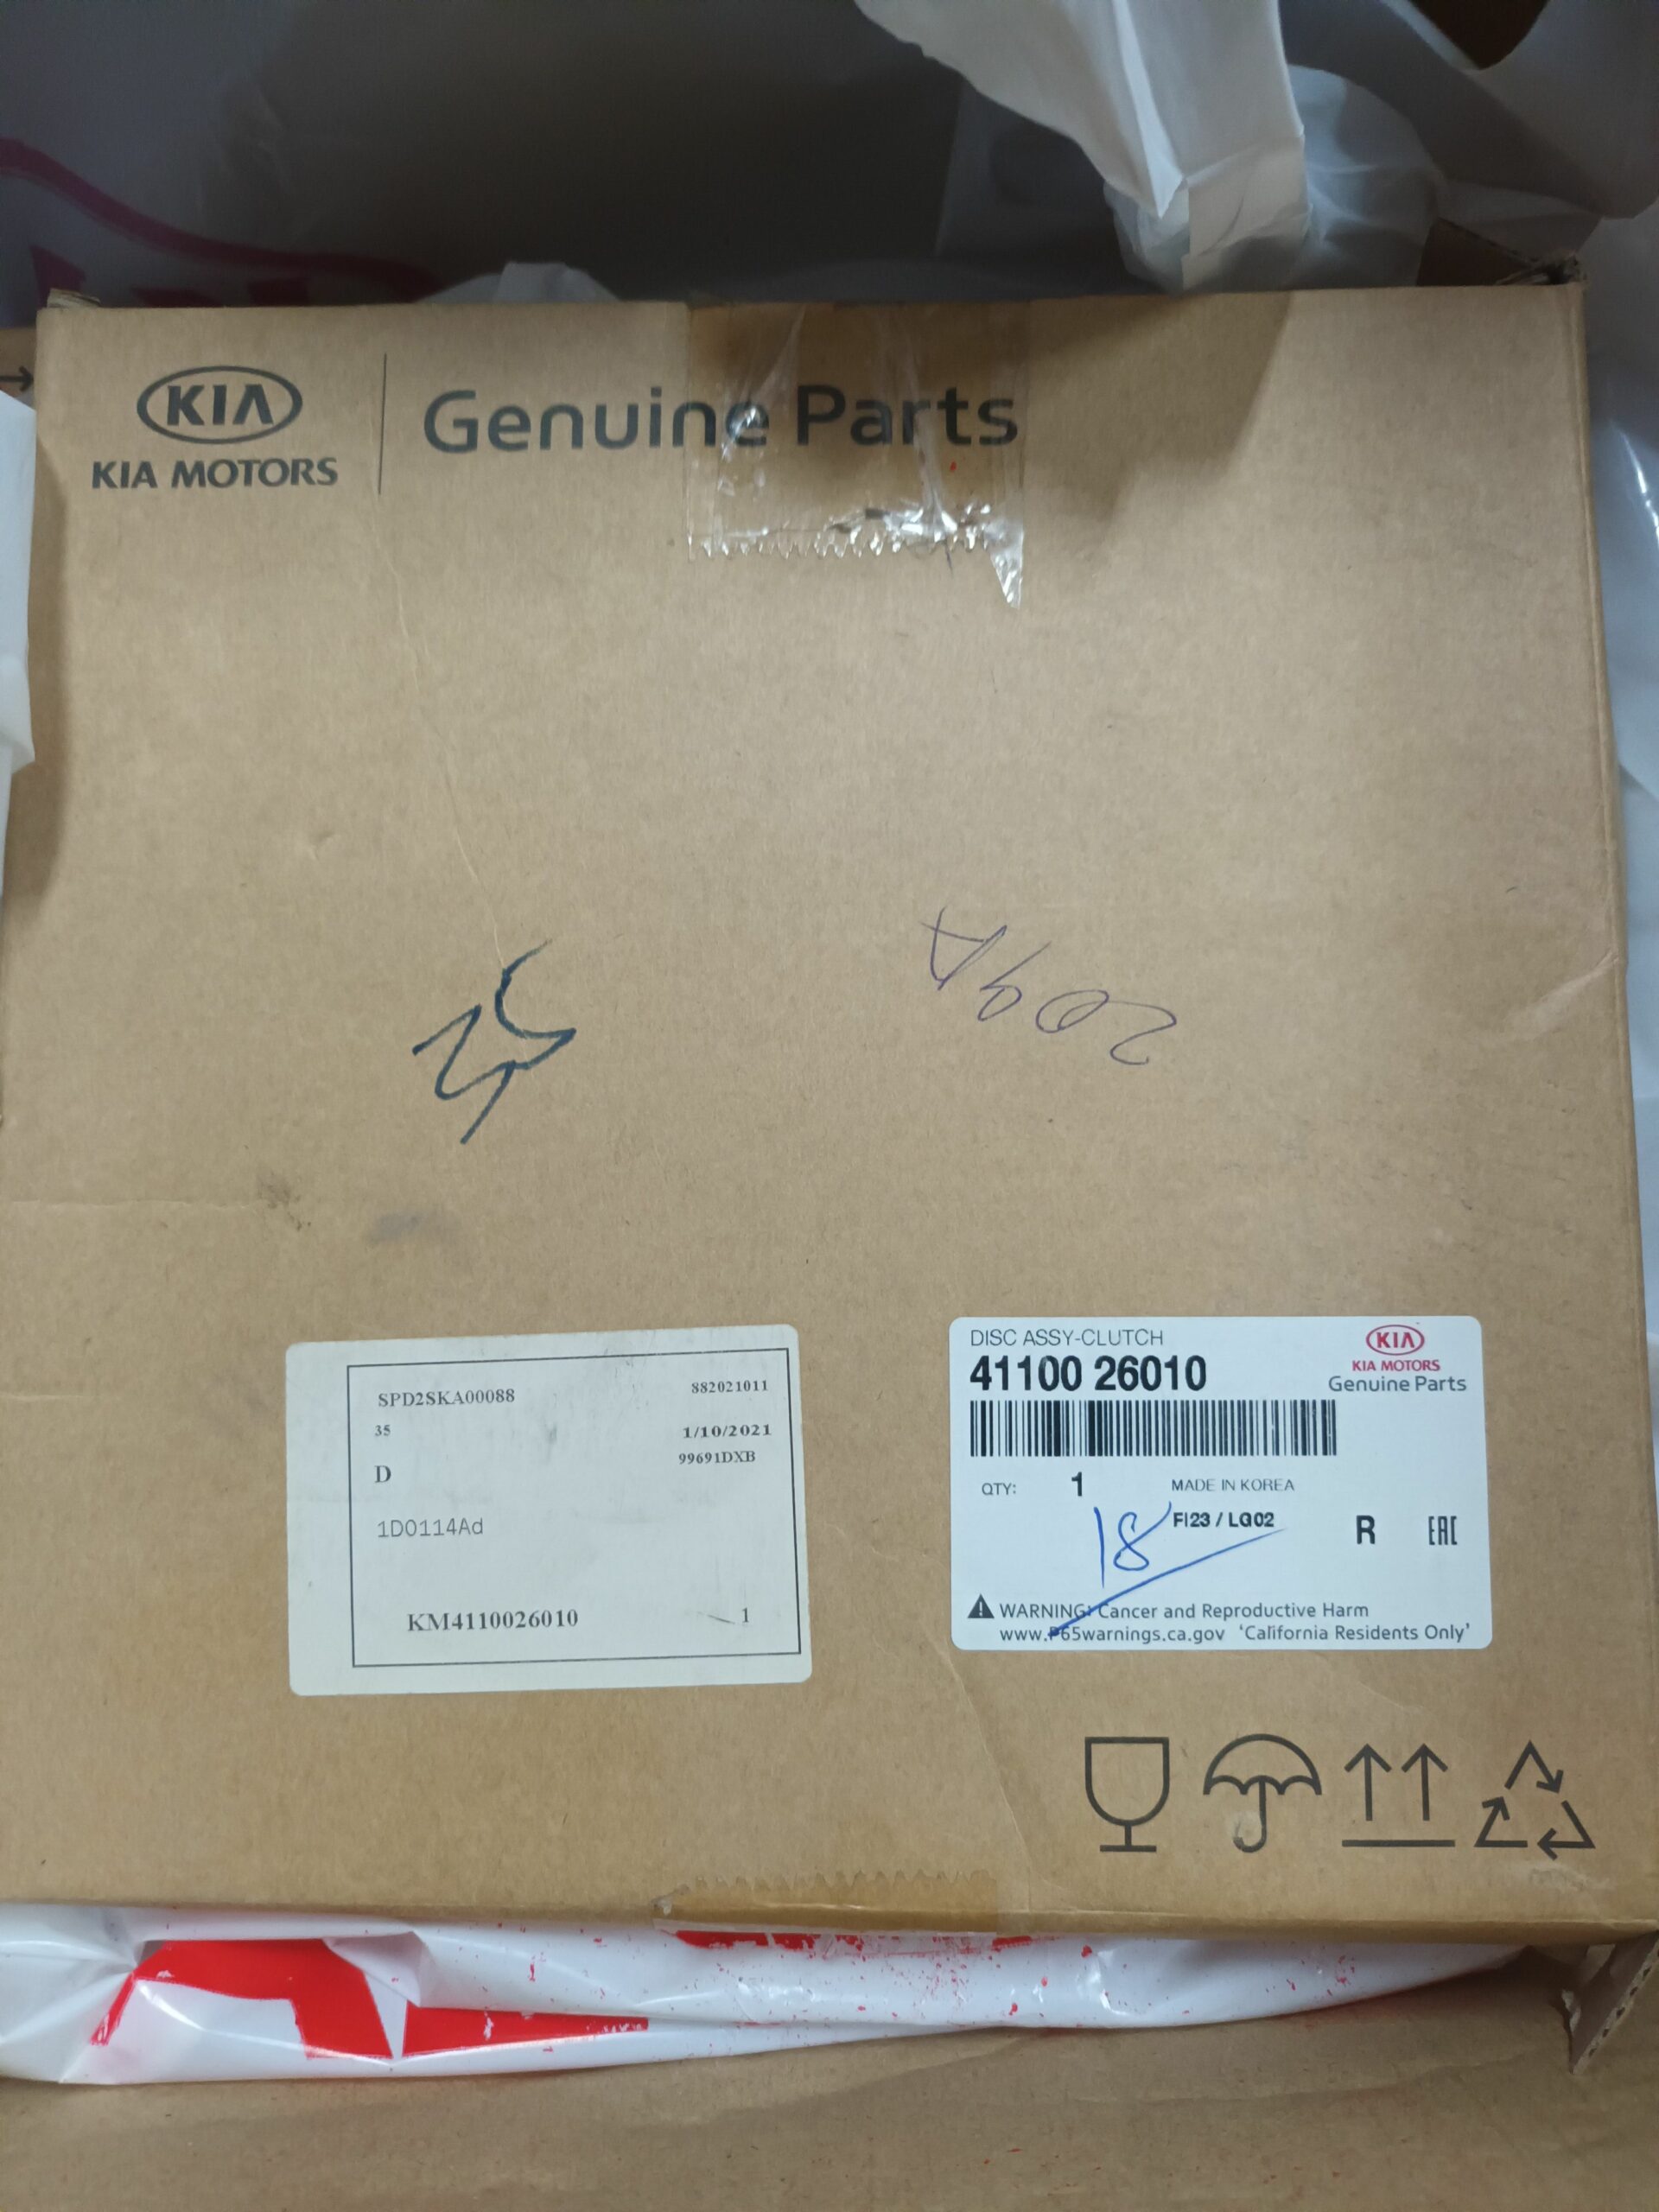 KIA
KIA MOTORS
Genuine Parts
209A
SPD2SKA00088
882021011
35
1/10/2021
99691DXB
D
1D0114Ad
KM4110026010
1
DISC ASSY-CLUTCH
41100 26010
KIA
KIA MOTORS
Genuine Parts
QTY: 1 MADE IN KOREA
18 FI23 / LG02 R EAC
WARNING: Cancer and Reproductive Harm
www.P65warnings.ca.gov 'California Residents Only'